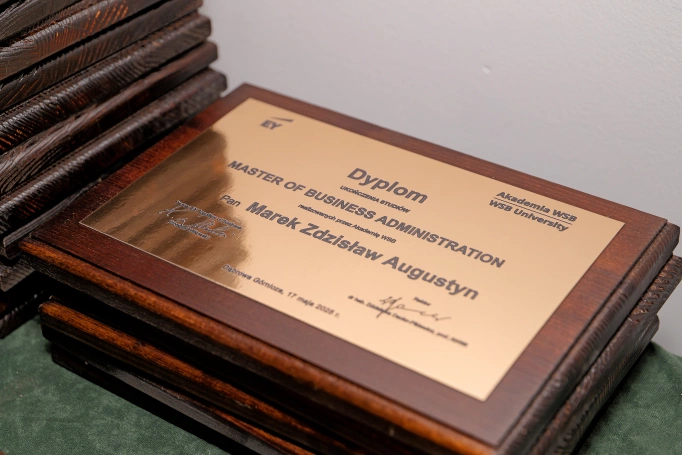 EY
Akademia WSB
WSB University
Dyplom
UKOŃCZENIA STUDIÓW
MASTER OF BUSINESS ADMINISTRATION
realizowanych przez Akademię WSB
Pan Marek Zdzisław Augustyn
Dąbrowa Górnicza, 17 maja 2025 r.
Rektor